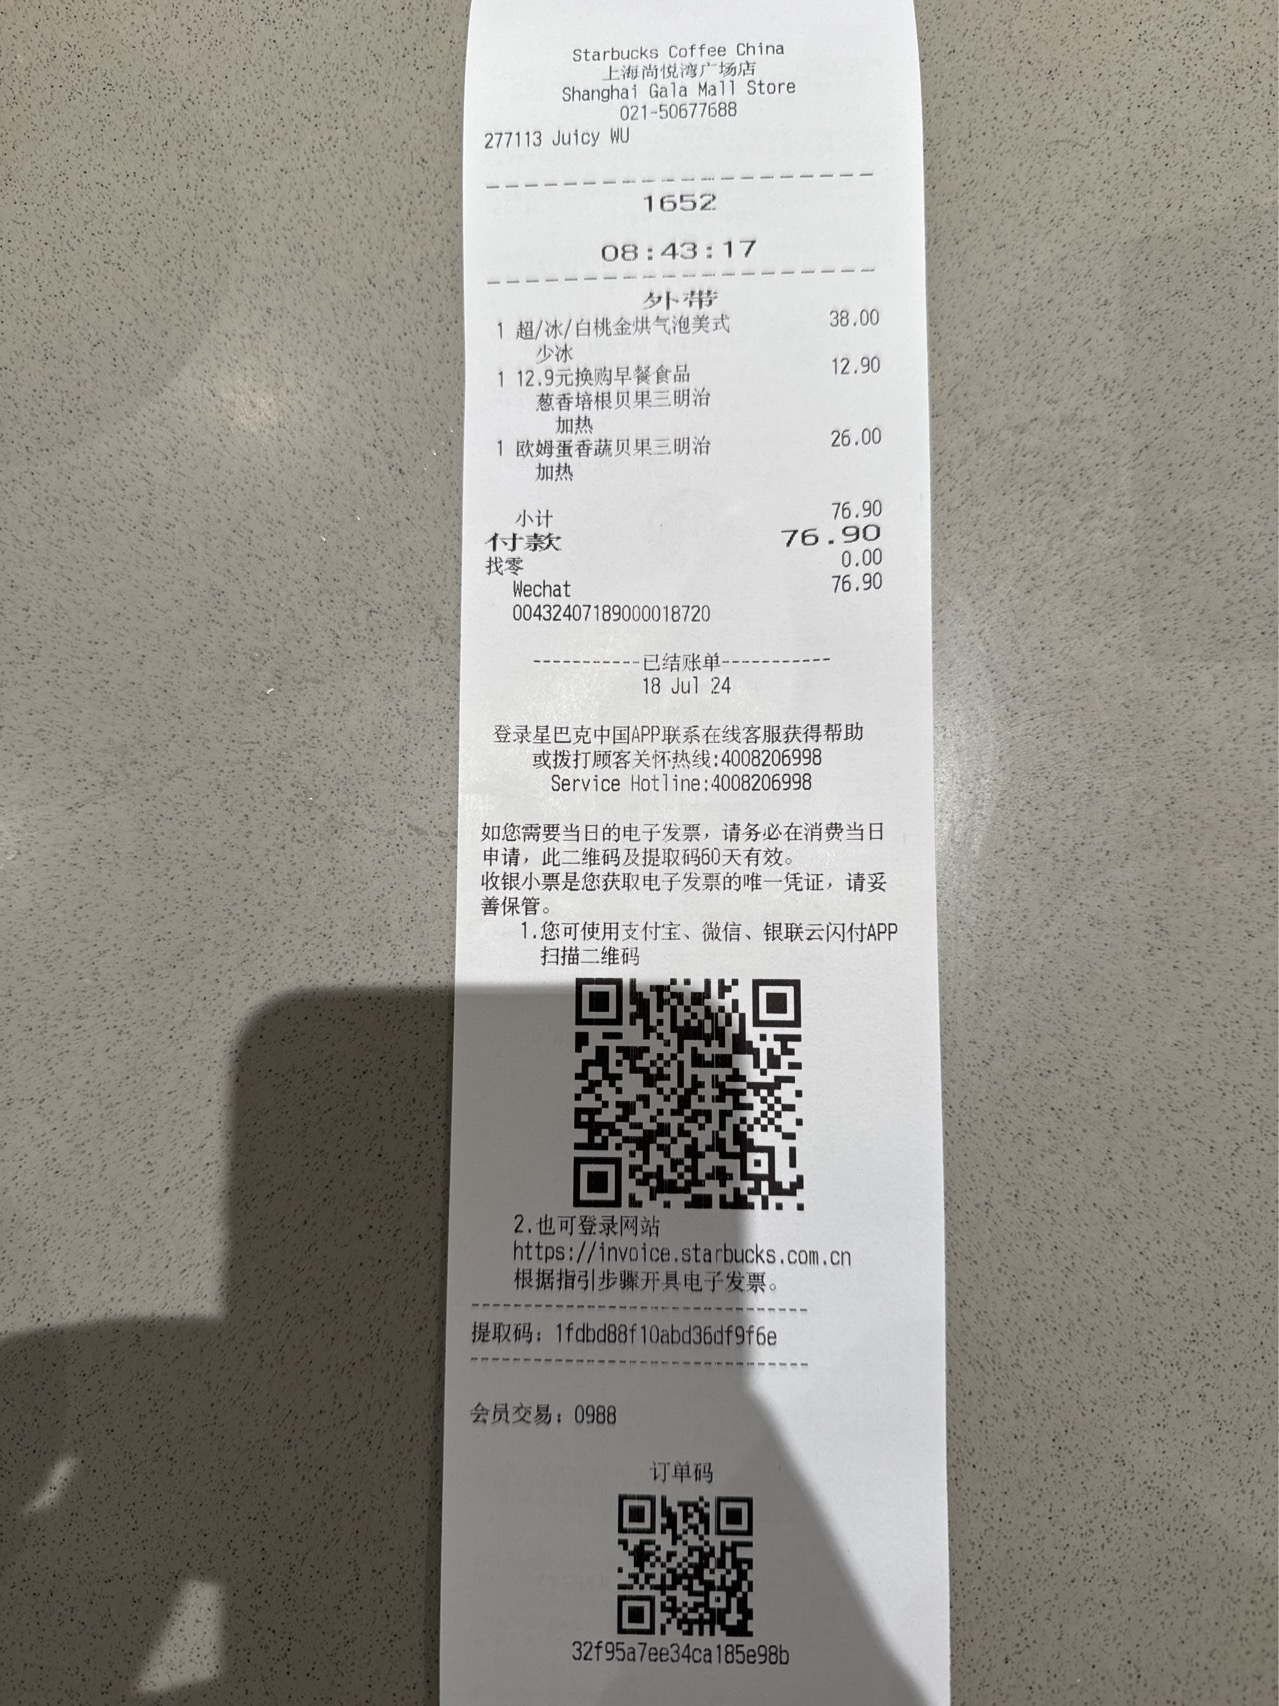 Starbucks Coffee China
上海尚悦湾广场店
Shanghai Gala Mall Store
021-50677688
277113 Juicy WU
1652
08:43:17
外带
1 超/冰/白桃金烘气泡美式 38.00
少冰
1 12.9元换购早餐食品 12.90
葱香培根贝果三明治
加热
1 欧姆蛋香蔬贝果三明治 26.00
加热
小计 76.90
付款 76.90
找零 0.00
Wechat 76.90
00432407189000018720
-----------已结账单-----------
18 Jul 24
登录星巴克中国APP联系在线客服获得帮助
或拨打顾客关怀热线:4008206998
Service Hotline:4008206998
如您需要当日的电子发票，请务必在消费当日
申请，此二维码及提取码60天有效。
收银小票是您获取电子发票的唯一凭证，请妥
善保管。
1.您可使用支付宝、微信、银联云闪付APP
扫描二维码
2.也可登录网站
https://invoice.starbucks.com.cn
根据指引步骤开具电子发票。
提取码：1fdbd88f10abd36df9f6e
会员交易：0988
订单码
32f95a7ee34ca185e98b